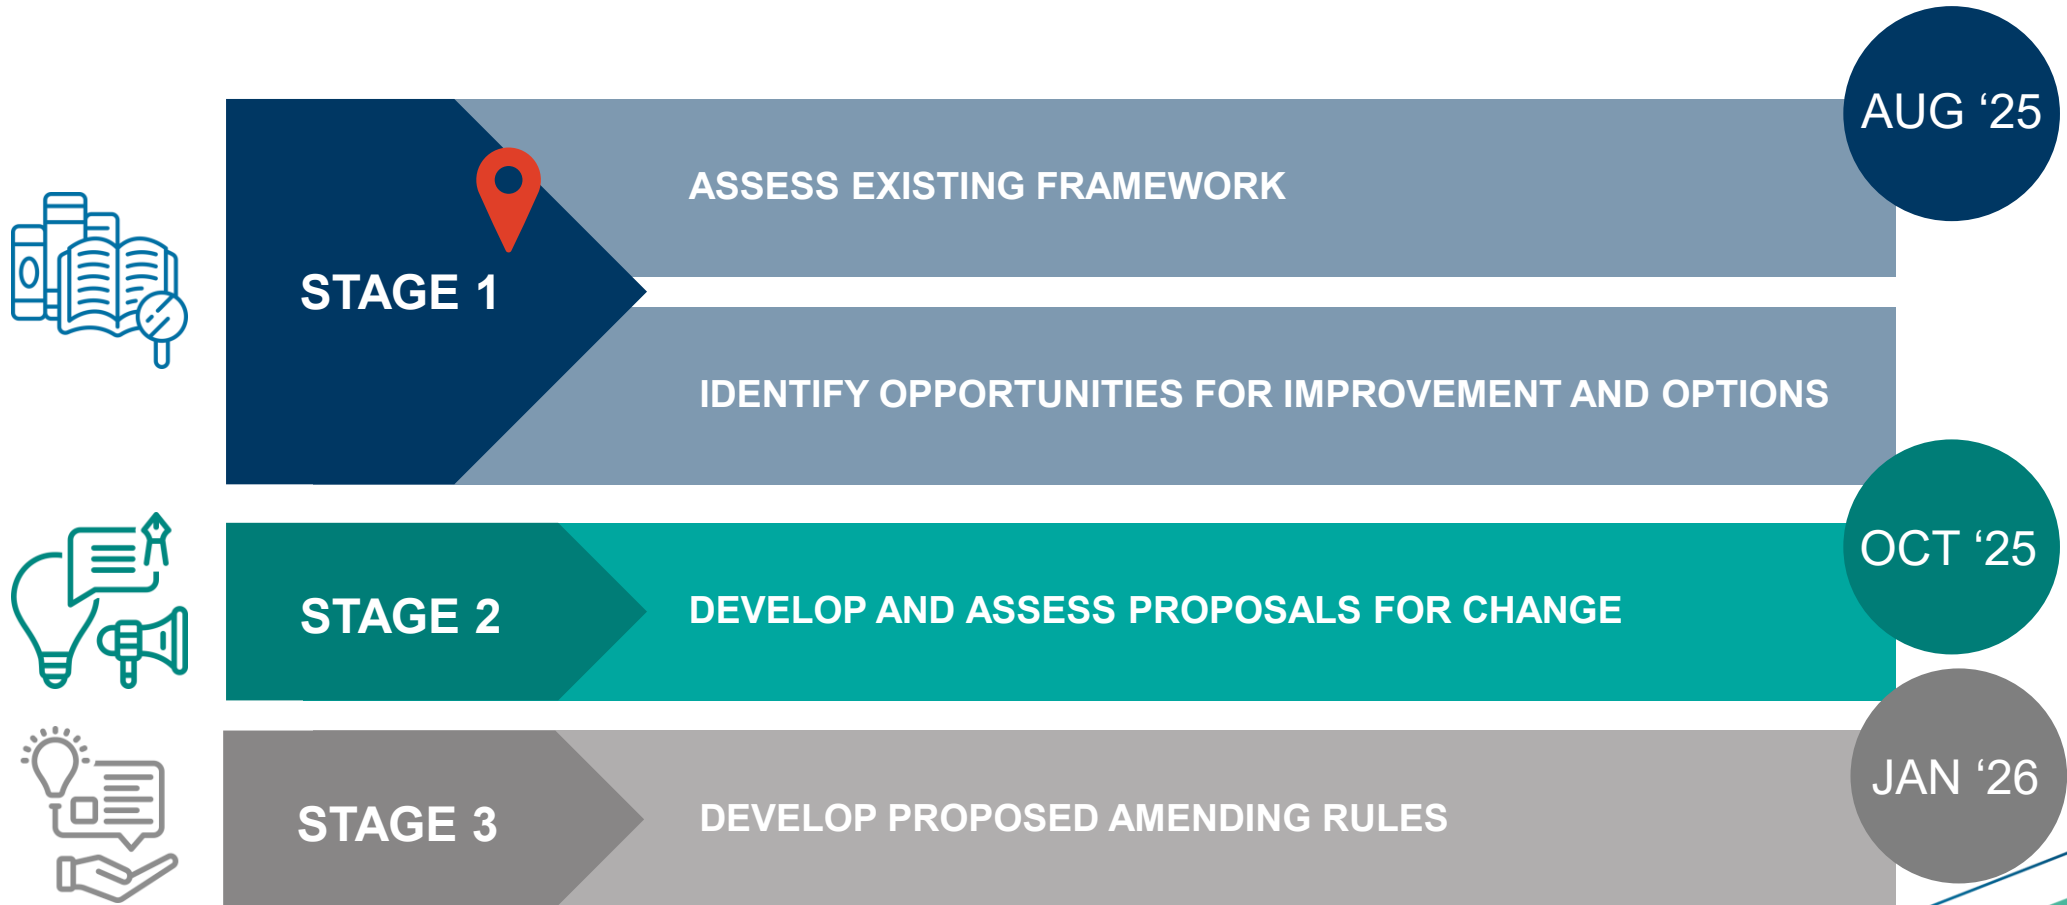 AUG ‘25
ASSESS EXISTING FRAMEWORK
STAGE 1
IDENTIFY OPPORTUNITIES FOR IMPROVEMENT AND OPTIONS
OCT ‘25
STAGE 2
DEVELOP AND ASSESS PROPOSALS FOR CHANGE
JAN ‘26
STAGE 3
DEVELOP PROPOSED AMENDING RULES